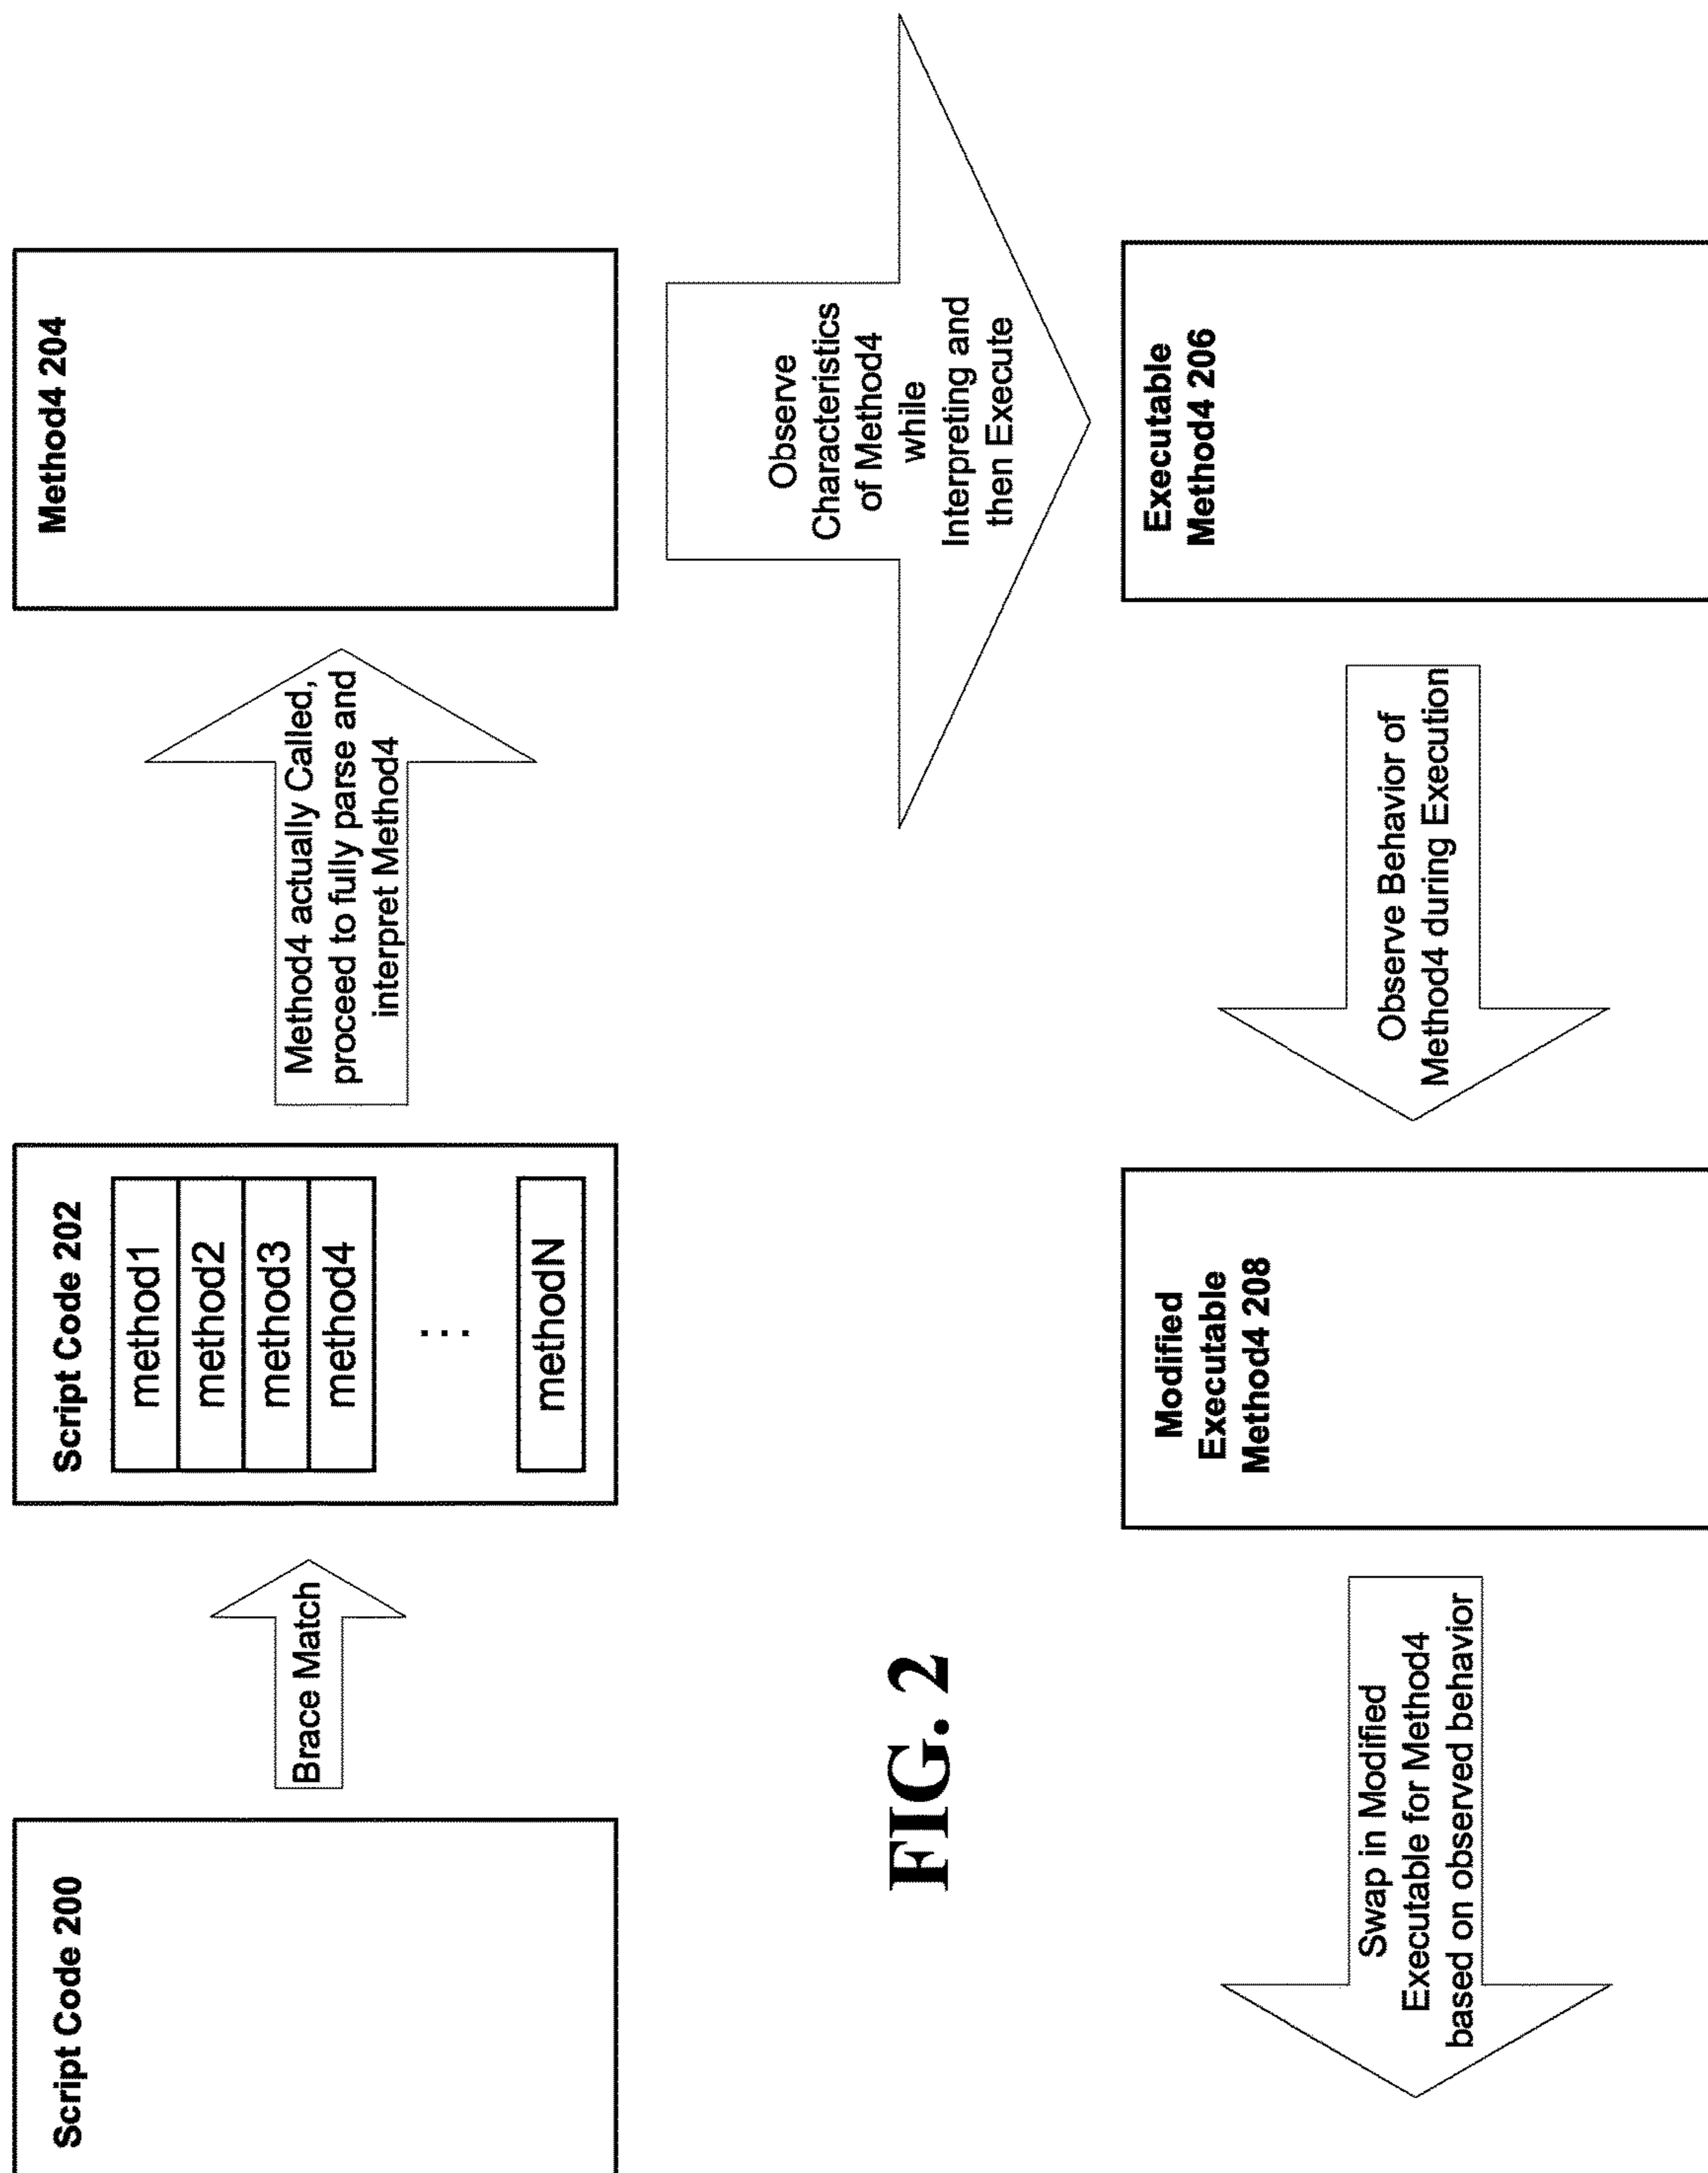 Script Code 200
Brace Match
Script Code 202
method1
method2
method3
method4
...
methodN
Method4 actually Called,
proceed to fully parse and
interpret Method4
Method4 204
Observe
Characteristics
of Method4
while
Interpreting and
then Execute
Executable
Method4 206
Observe Behavior of
Method4 during Execution
Modified
Executable
Method4 208
Swap in Modified
Executable for Method4
based on observed behavior
FIG. 2